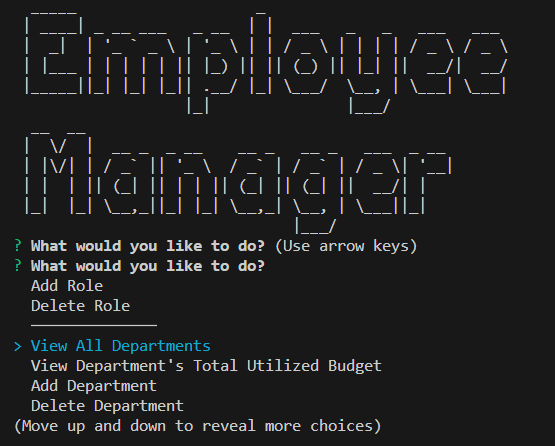 Employee
Manager
? What would you like to do? (Use arrow keys)
? What would you like to do?
Add Role
Delete Role
──────────────
> View All Departments
View Department's Total Utilized Budget
Add Department
Delete Department
(Move up and down to reveal more choices)